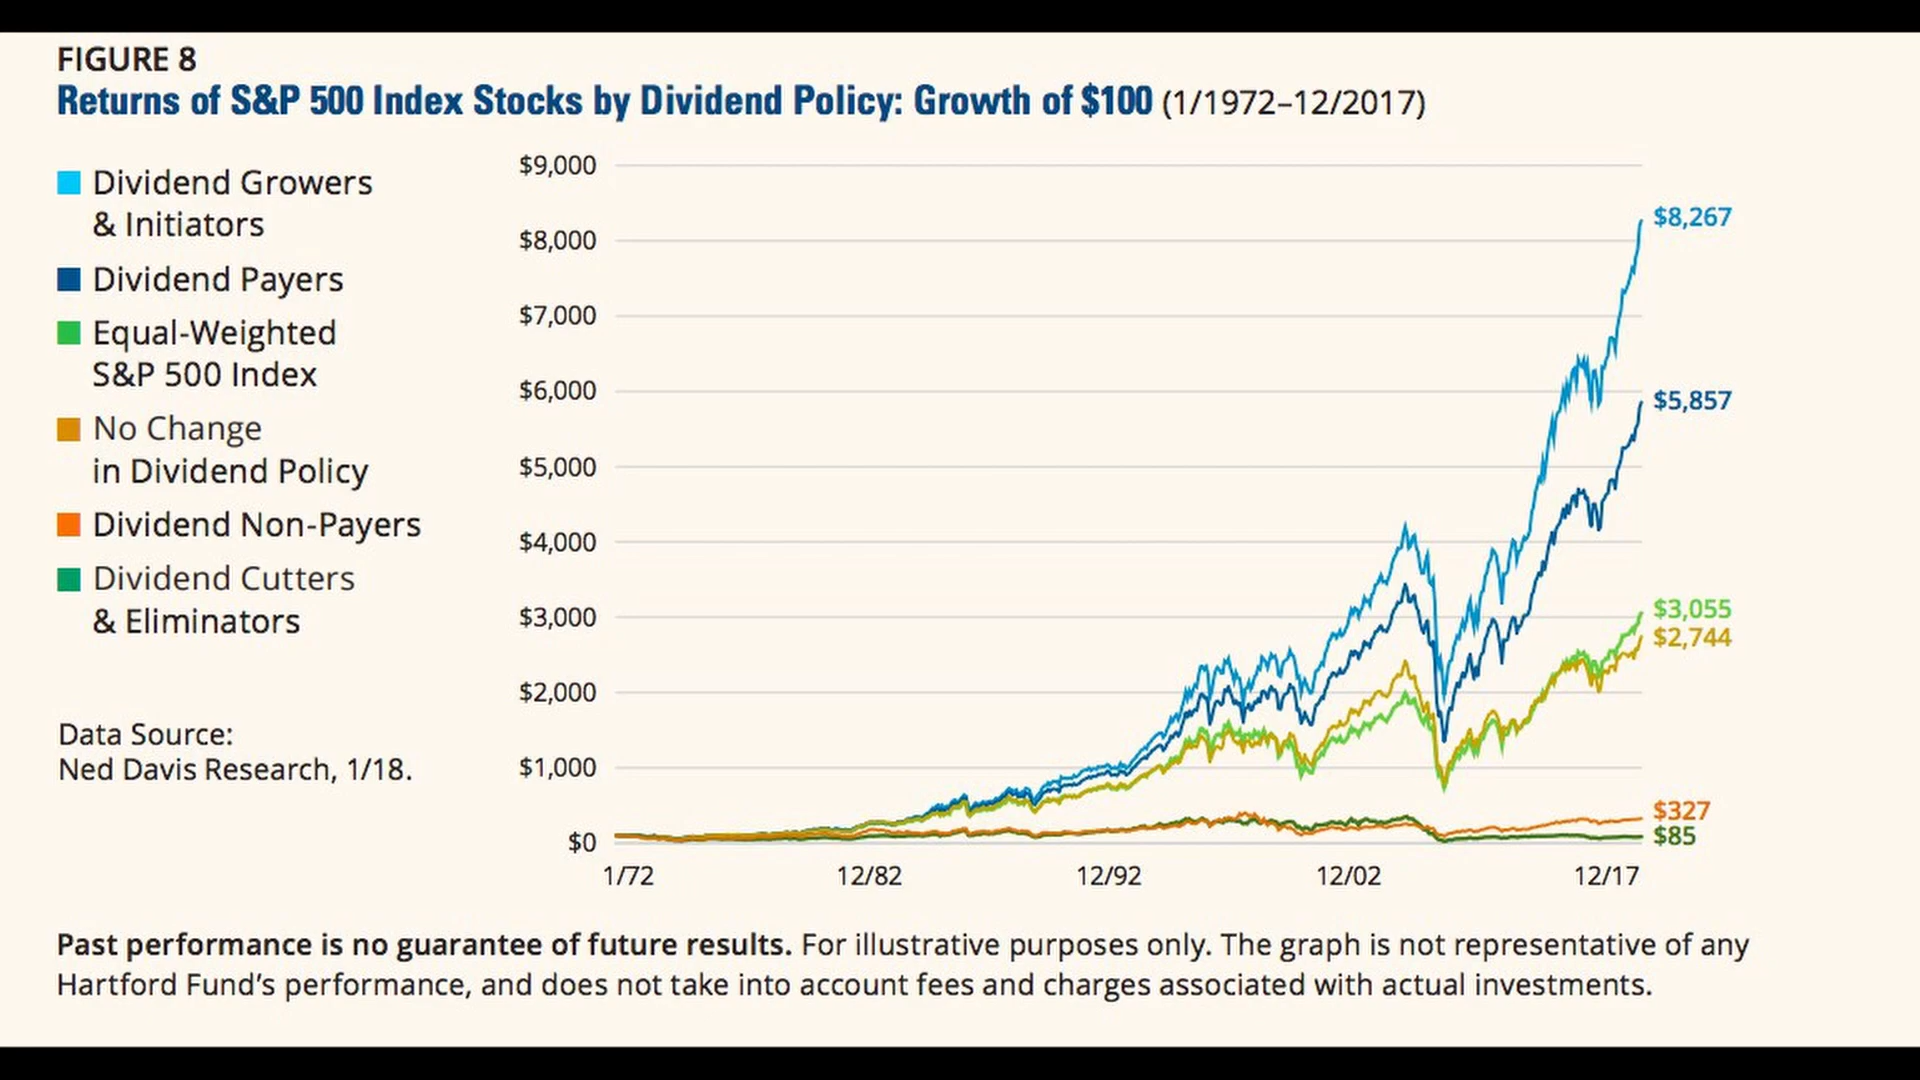 FIGURE 8
Returns of S&P 500 Index Stocks by Dividend Policy: Growth of $100 (1/1972–12/2017)
Dividend Growers
& Initiators
Dividend Payers
Equal-Weighted
S&P 500 Index
No Change
in Dividend Policy
Dividend Non-Payers
Dividend Cutters
& Eliminators
Data Source:
Ned Davis Research, 1/18.
$9,000
$8,000
$7,000
$6,000
$5,000
$4,000
$3,000
$2,000
$1,000
$0
1/72
12/82
12/92
12/02
12/17
$8,267
$5,857
$3,055
$2,744
$327
$85
Past performance is no guarantee of future results. For illustrative purposes only. The graph is not representative of any
Hartford Fund’s performance, and does not take into account fees and charges associated with actual investments.